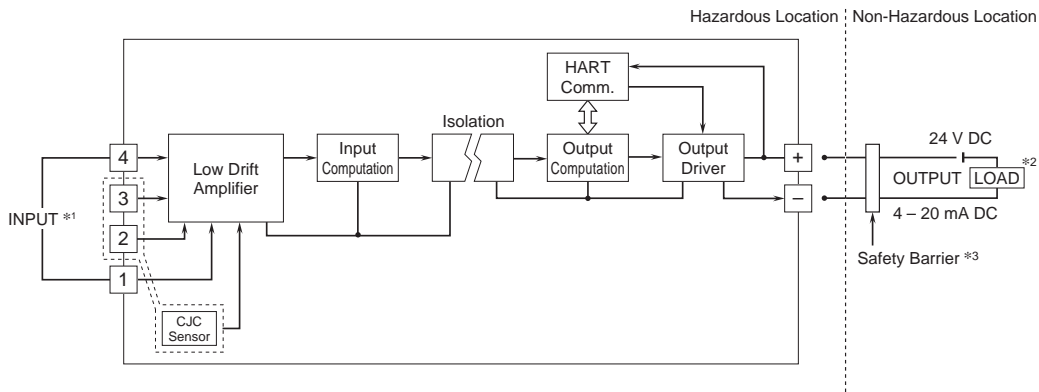 Hazardous Location
Non-Hazardous Location
HART
Comm.
Isolation
4
3
2
1
INPUT *1
Low Drift
Amplifier
Input
Computation
Output
Computation
Output
Driver
+
–
24 V DC
OUTPUT
LOAD
*2
4 – 20 mA DC
Safety Barrier *3
CJC
Sensor